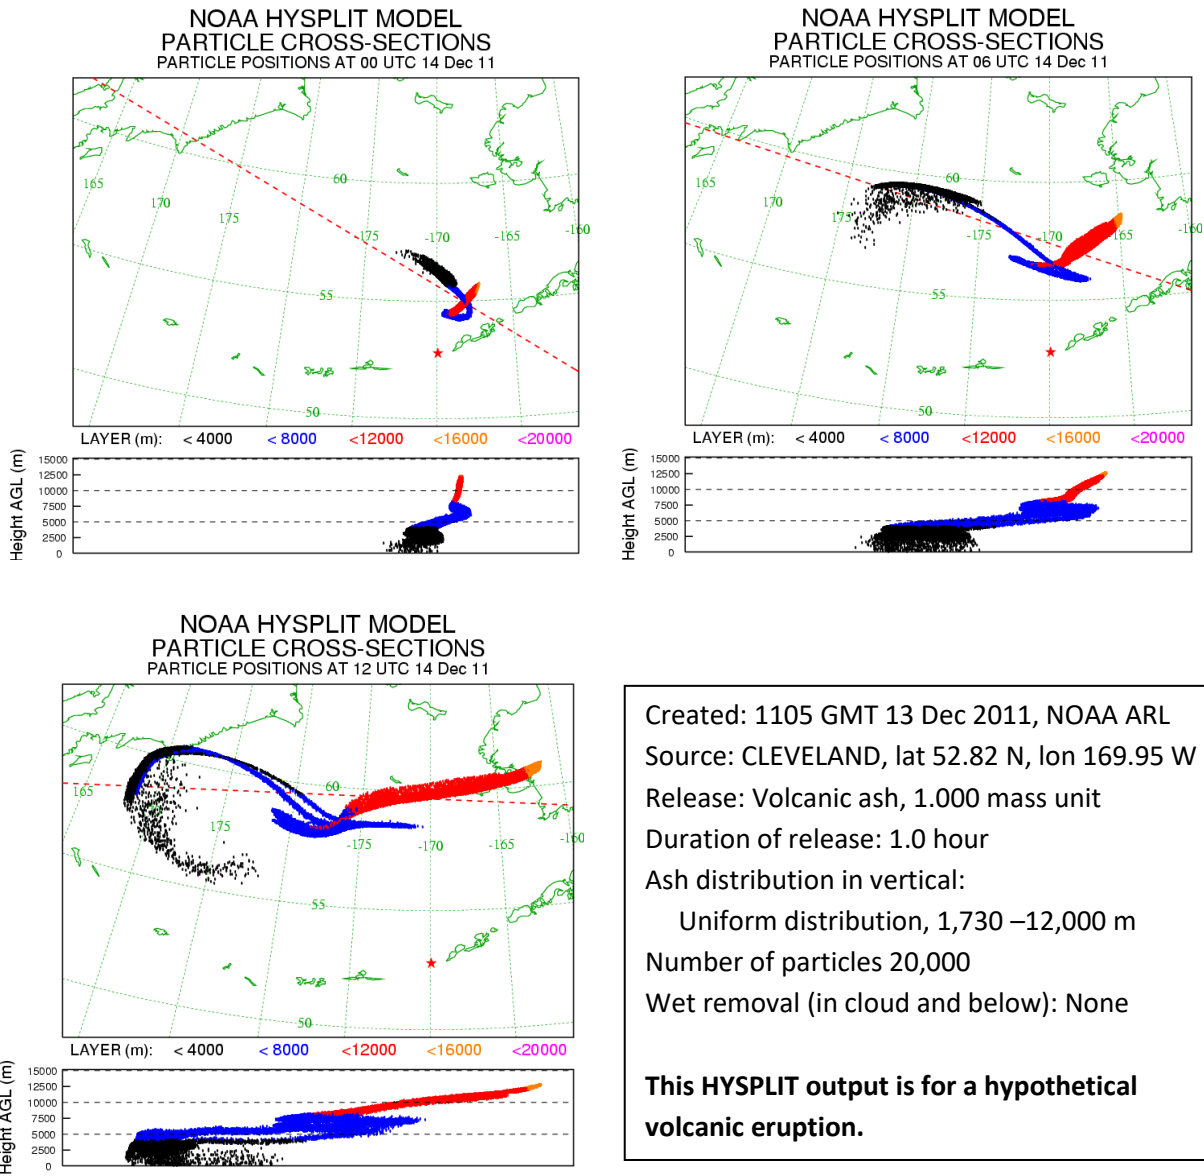 NOAA HYSPLIT MODEL
PARTICLE CROSS-SECTIONS
PARTICLE POSITIONS AT 00 UTC 14 Dec 11
165
170
175
60
-175
-170
-165
-160
55
50
LAYER (m): < 4000 < 8000 <12000 <16000 <20000
Height AGL (m)
15000
12500
10000
7500
5000
2500
0
NOAA HYSPLIT MODEL
PARTICLE CROSS-SECTIONS
PARTICLE POSITIONS AT 06 UTC 14 Dec 11
165
170
175
60
-175
-170
-165
-160
55
50
LAYER (m): < 4000 < 8000 <12000 <16000 <20000
Height AGL (m)
15000
12500
10000
7500
5000
2500
0
NOAA HYSPLIT MODEL
PARTICLE CROSS-SECTIONS
PARTICLE POSITIONS AT 12 UTC 14 Dec 11
165
175
60
-175
-170
-165
-160
55
50
LAYER (m): < 4000 < 8000 <12000 <16000 <20000
Height AGL (m)
15000
12500
10000
7500
5000
2500
0
Created: 1105 GMT 13 Dec 2011, NOAA ARL
Source: CLEVELAND, lat 52.82 N, lon 169.95 W
Release: Volcanic ash, 1.000 mass unit
Duration of release: 1.0 hour
Ash distribution in vertical:
Uniform distribution, 1,730 –12,000 m
Number of particles 20,000
Wet removal (in cloud and below): None
This HYSPLIT output is for a hypothetical
volcanic eruption.